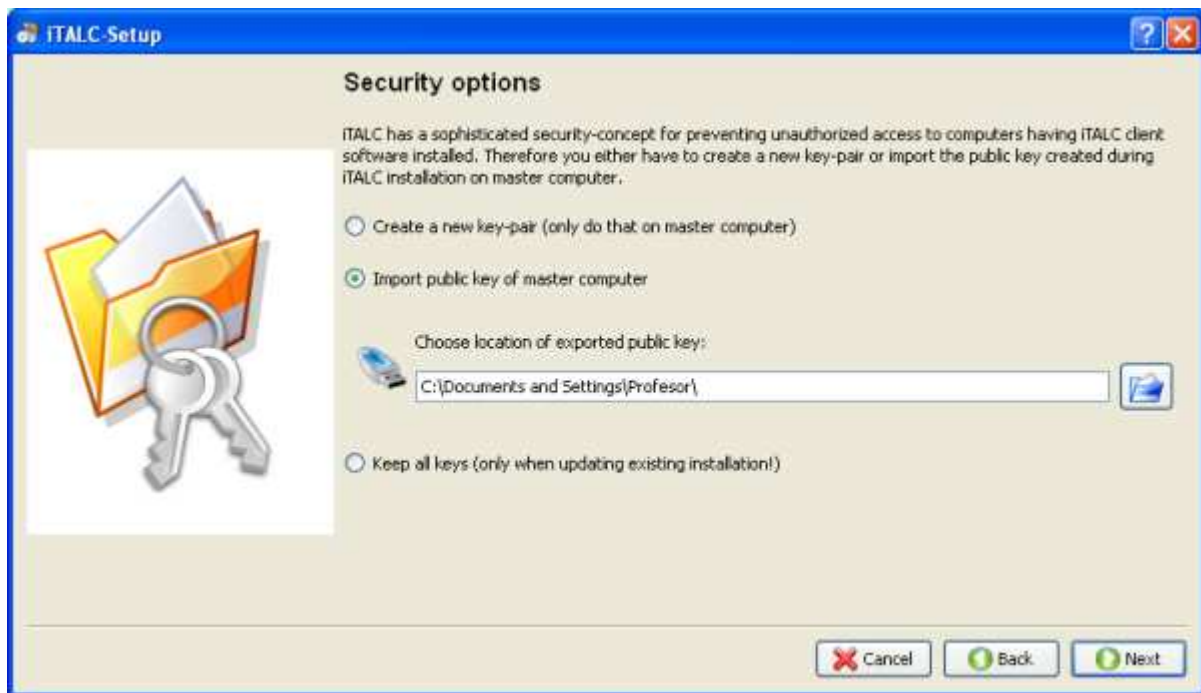 iTALC-Setup
Security options
iTALC has a sophisticated security-concept for preventing unauthorized access to computers having iTALC client
software installed. Therefore you either have to create a new key-pair or import the public key created during
iTALC installation on master computer.
Create a new key-pair (only do that on master computer)
Import public key of master computer
Choose location of exported public key:
C:\Documents and Settings\Profesor\
Keep all keys (only when updating existing installation!)
Cancel Back Next